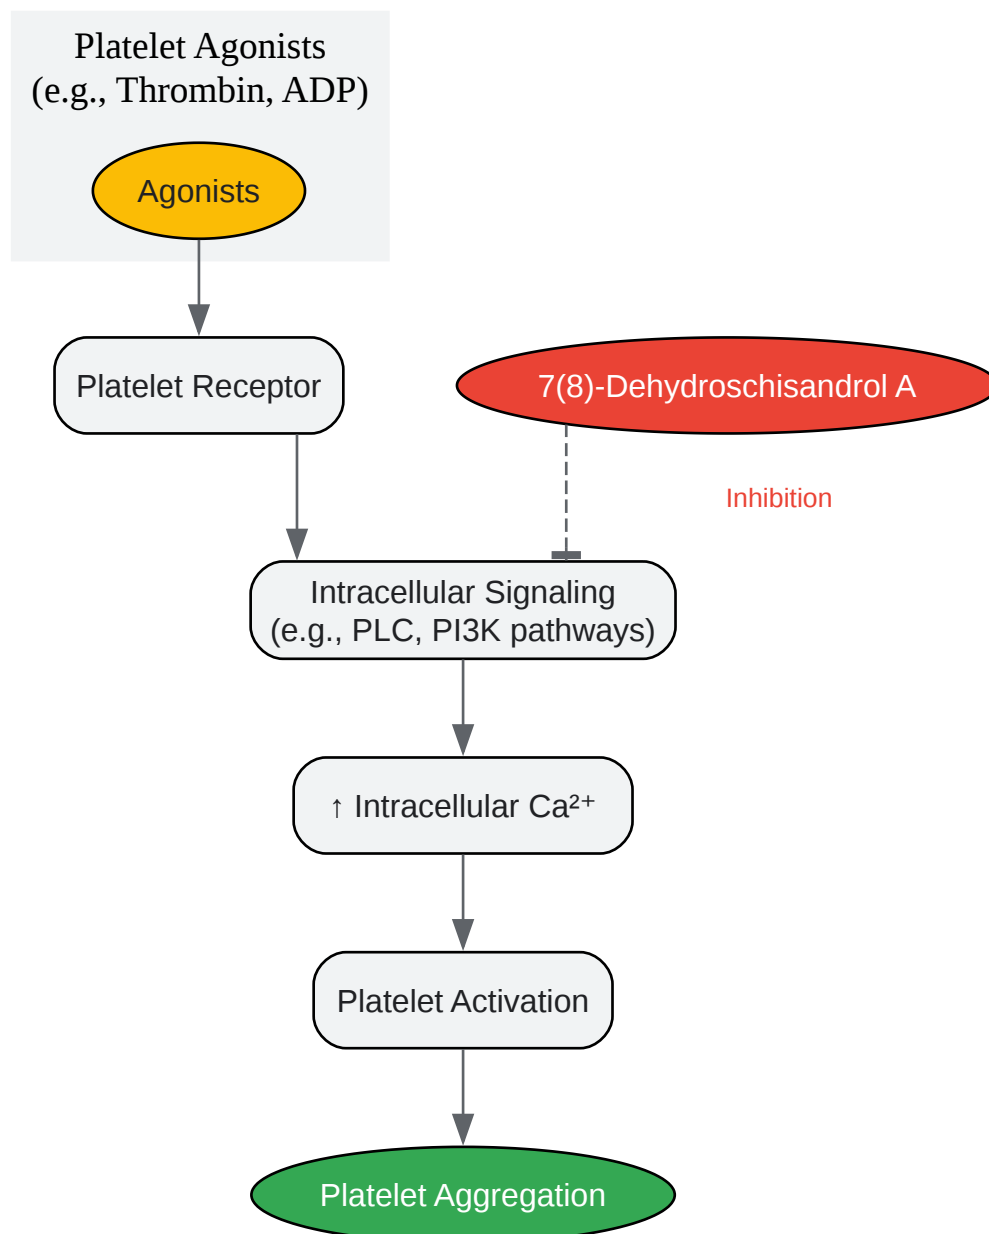 Platelet Agonists
(e.g., Thrombin, ADP)
Agonists
Platelet Receptor
7(8)-Dehydroschisandrol A
Inhibition
Intracellular Signaling
(e.g., PLC, PI3K pathways)
↑ Intracellular Ca²⁺
Platelet Activation
Platelet Aggregation